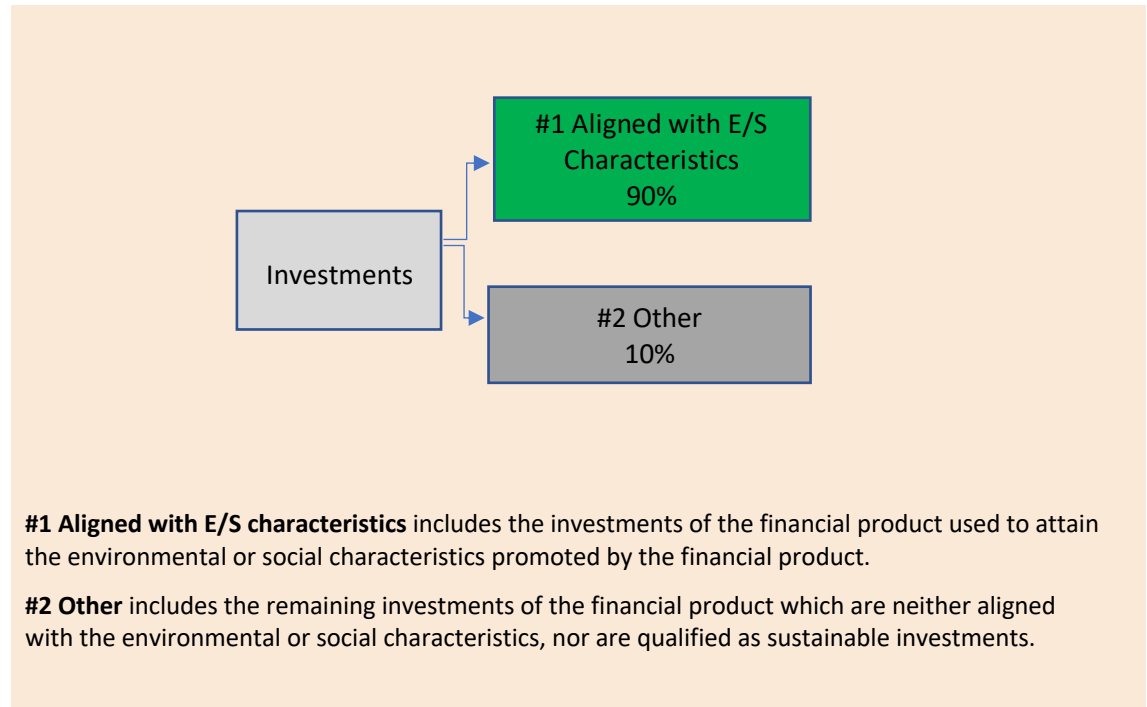 #1 Aligned with E/S
Characteristics
90%
Investments
#2 Other
10%
#1 Aligned with E/S characteristics includes the investments of the financial product used to attain
the environmental or social characteristics promoted by the financial product.
#2 Other includes the remaining investments of the financial product which are neither aligned
with the environmental or social characteristics, nor are qualified as sustainable investments.